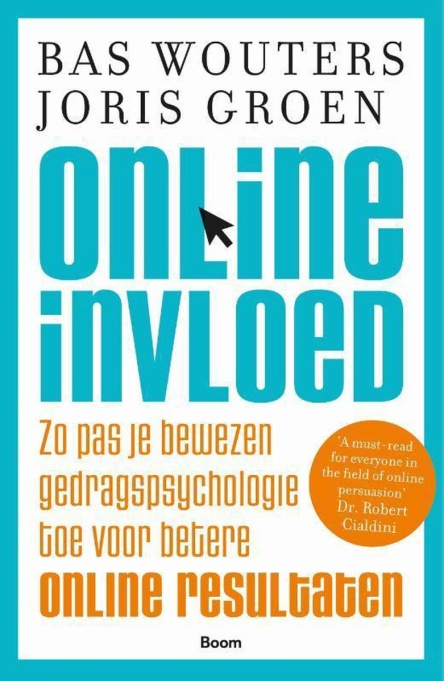 BAS WOUTERS
JORIS GROEN
ONLINE
INVLOED
Zo pas je bewezen
gedragspsychologie
toe voor betere
online resultaten
'A must-read
for everyone in
the field of online
persuasion'
Dr. Robert
Cialdini
Boom